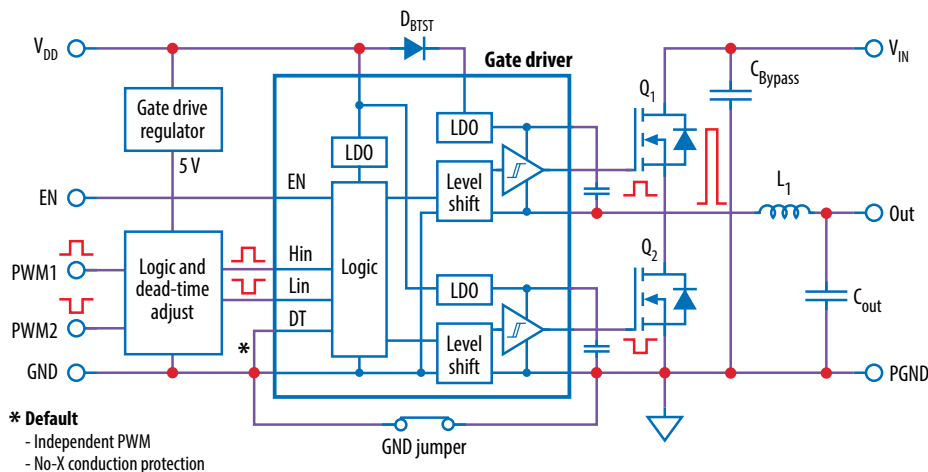 D_BTST
V_DD
Gate driver
V_IN
C_Bypass
Q_1
Gate drive
regulator
LDO
LDO
5 V
EN
EN
Level
shift
L_1
Out
PWM1
Logic and
dead-time
adjust
Hin
Lin
Logic
Q_2
LDO
C_out
PWM2
DT
*
Level
shift
GND
PGND
GND jumper
* Default
- Independent PWM
- No-X conduction protection